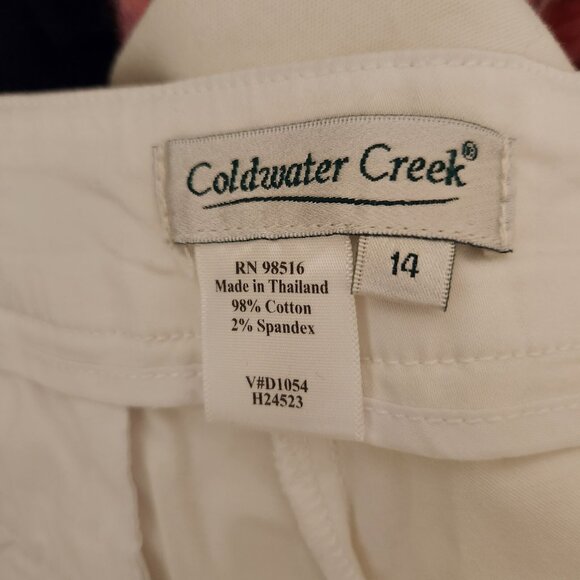 Coldwater Creek®
14
RN 98516
Made in Thailand
98% Cotton
2% Spandex
V#D1054
H24523